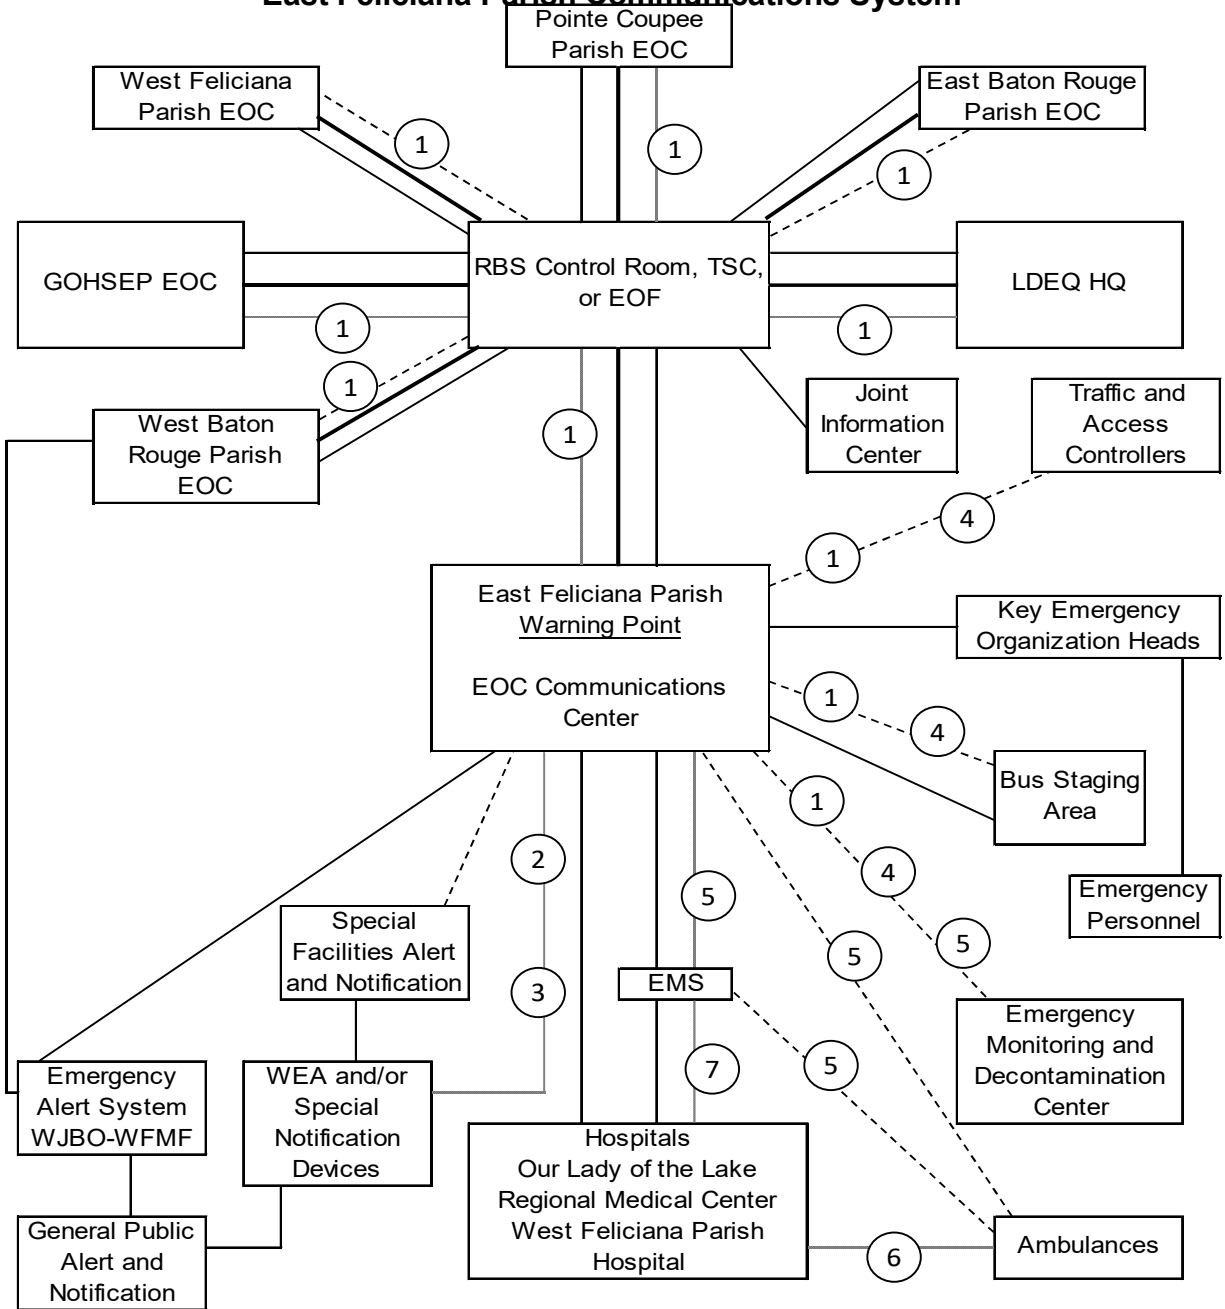 East Feliciana Parish Communications System
Pointe Coupee
Parish EOC
West Feliciana
Parish EOC
East Baton Rouge
Parish EOC
1
1
1
GOHSEP EOC
RBS Control Room, TSC,
or EOF
LDEQ HQ
1
1
1
West Baton
Rouge Parish
EOC
1
Joint
Information
Center
Traffic and
Access
Controllers
4
1
East Feliciana Parish
Warning Point
EOC Communications
Center
Key Emergency
Organization Heads
1
4
Bus Staging
Area
1
2
4
Emergency
Personnel
5
Special
Facilities Alert
and Notification
5
5
3
EMS
Emergency
Monitoring and
Decontamination
Center
5
7
Emergency
Alert System
WJBO-WFMF
WEA and/or
Special
Notification
Devices
Hospitals
Our Lady of the Lake
Regional Medical Center
West Feliciana Parish
Hospital
General Public
Alert and
Notification
6
Ambulances